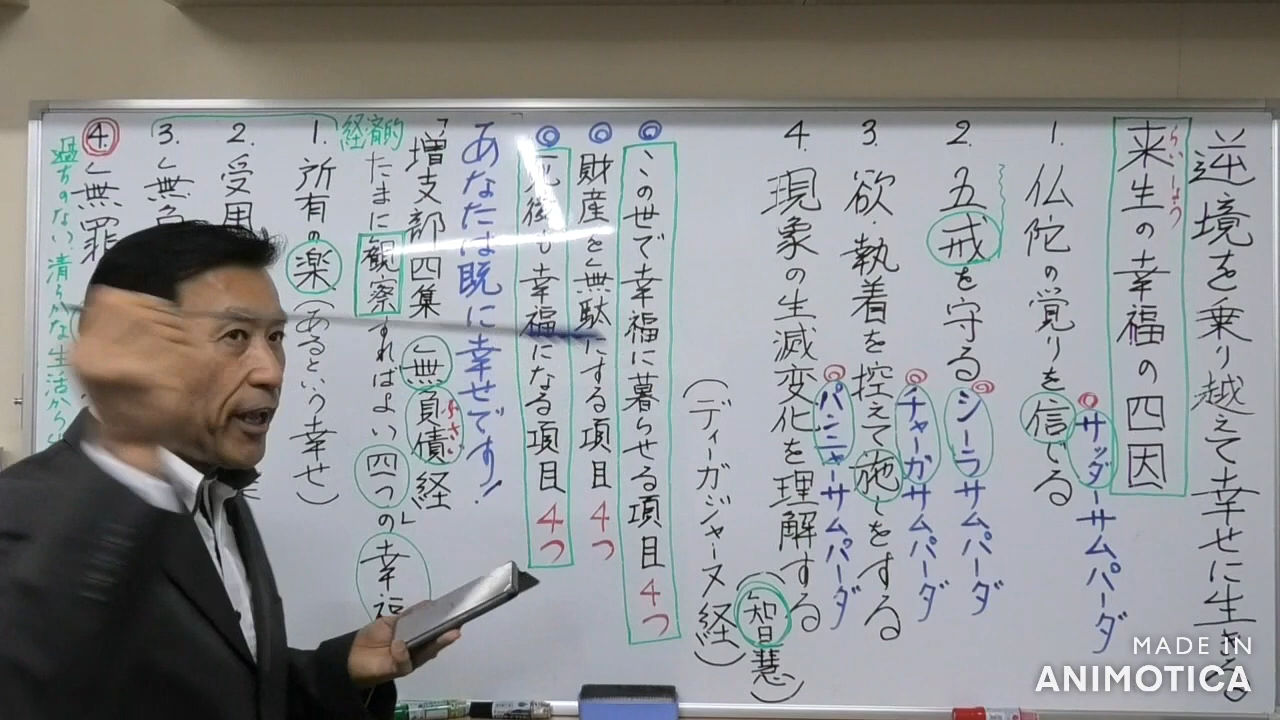 逆境を乗り越えて幸せに生きる。
来生の幸福の四因
らいしょう
1. 仏陀の覚りを信じる
サッダーサムパーダ
2. 五戒を守る
シーラサムパーダ
3. 欲・執着を控えて施しをする
チャーガサムパーダ
4. 現象の生滅変化を理解する
パンニャーサムパーダ
(智慧)
(ディーガジャーヌ経)
◎この世で幸福に暮らせる項目4つ
◎財産を無駄にする項目4つ
◎死後も幸福になる項目4つ
あなたは既に幸せです!
「増支部四集 無負債経
ふさい
たまに観察すればよい四つの」幸福
経済的
1. 所有の楽(あるという幸せ)
2. 受用
3. 無負
4. 無罪
過ちのない清らかな生活から
MADE IN
ANIMOTICA